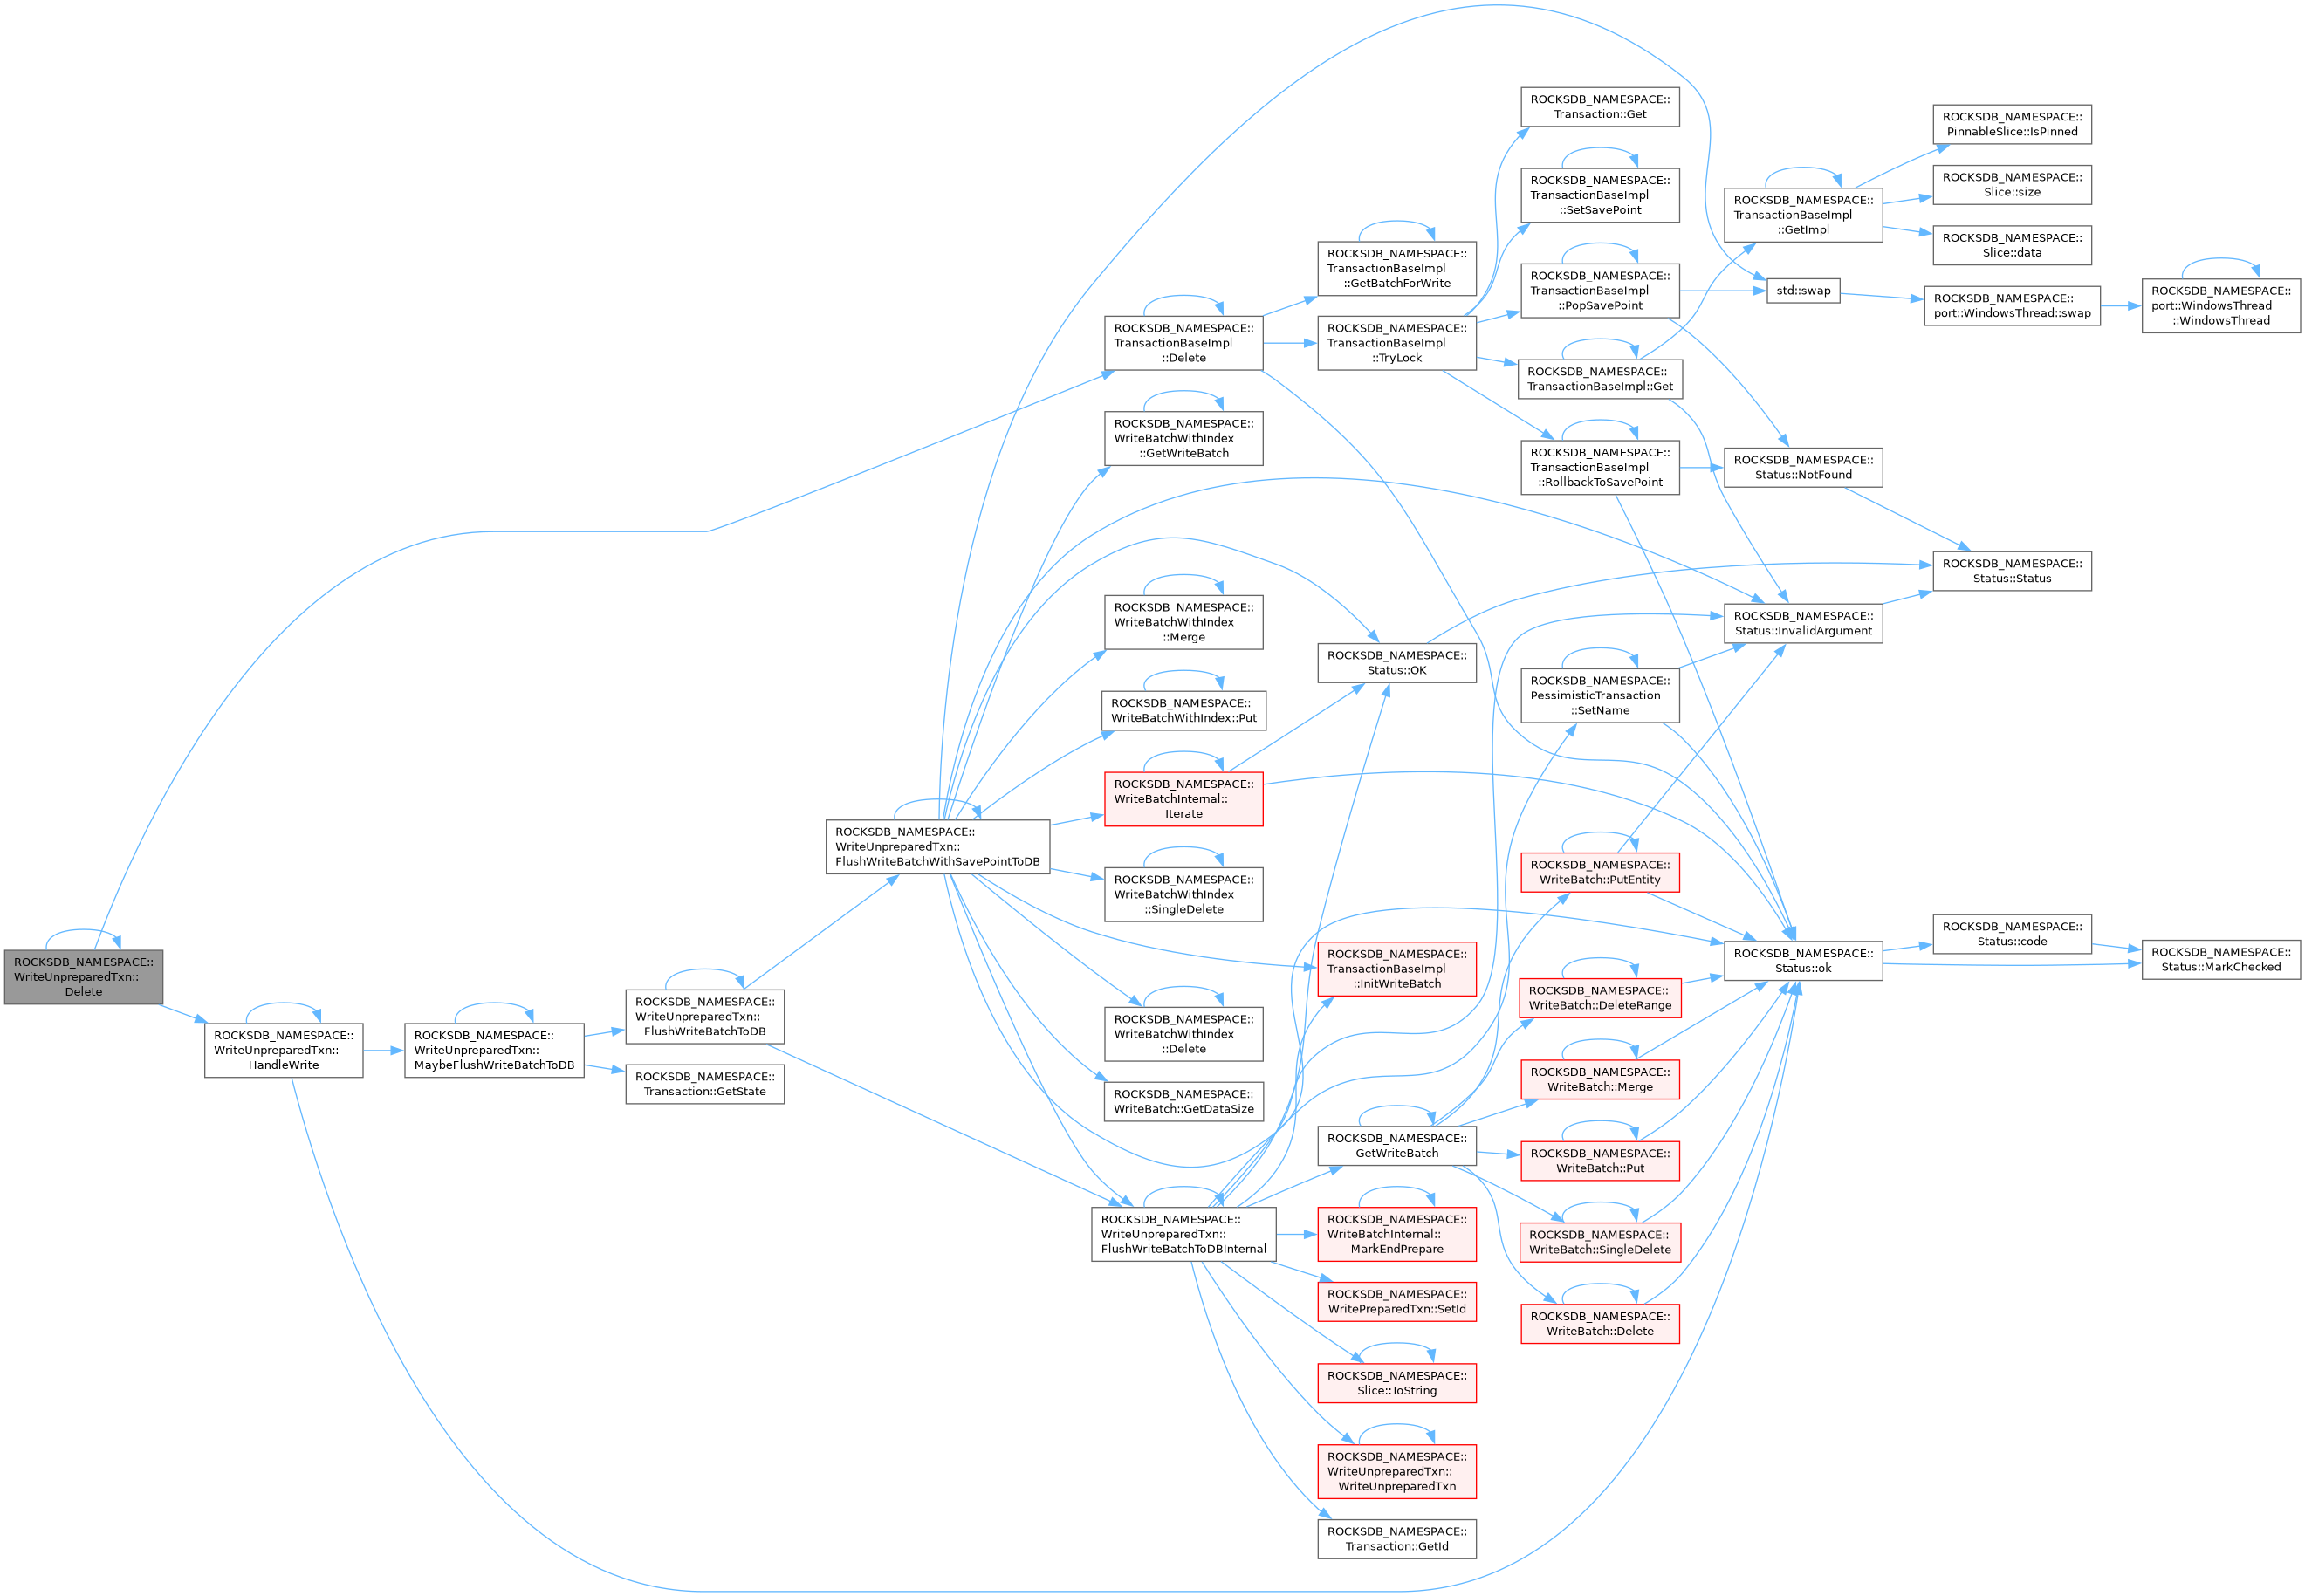 ROCKSDB_NAMESPACE::
WriteUnpreparedTxn::
Delete
ROCKSDB_NAMESPACE::
WriteUnpreparedTxn::
HandleWrite
ROCKSDB_NAMESPACE::
WriteUnpreparedTxn::
MaybeFlushWriteBatchToDB
ROCKSDB_NAMESPACE::
WriteUnpreparedTxn::
FlushWriteBatchToDB
ROCKSDB_NAMESPACE::
Transaction::GetState
ROCKSDB_NAMESPACE::
WriteUnpreparedTxn::
FlushWriteBatchWithSavePointToDB
ROCKSDB_NAMESPACE::
TransactionBaseImpl
::Delete
ROCKSDB_NAMESPACE::
WriteBatchWithIndex
::GetWriteBatch
ROCKSDB_NAMESPACE::
WriteBatchWithIndex
::Merge
ROCKSDB_NAMESPACE::
WriteBatchWithIndex::Put
ROCKSDB_NAMESPACE::
WriteBatchInternal::
Iterate
ROCKSDB_NAMESPACE::
WriteBatchWithIndex
::SingleDelete
ROCKSDB_NAMESPACE::
WriteBatchWithIndex
::Delete
ROCKSDB_NAMESPACE::
WriteBatch::GetDataSize
ROCKSDB_NAMESPACE::
WriteUnpreparedTxn::
FlushWriteBatchToDBInternal
ROCKSDB_NAMESPACE::
TransactionBaseImpl
::GetBatchForWrite
ROCKSDB_NAMESPACE::
TransactionBaseImpl
::TryLock
ROCKSDB_NAMESPACE::
Status::OK
ROCKSDB_NAMESPACE::
TransactionBaseImpl
::InitWriteBatch
ROCKSDB_NAMESPACE::
GetWriteBatch
ROCKSDB_NAMESPACE::
WriteBatchInternal::
MarkEndPrepare
ROCKSDB_NAMESPACE::
WritePreparedTxn::SetId
ROCKSDB_NAMESPACE::
Slice::ToString
ROCKSDB_NAMESPACE::
WriteUnpreparedTxn::
WriteUnpreparedTxn
ROCKSDB_NAMESPACE::
Transaction::GetId
ROCKSDB_NAMESPACE::
Transaction::Get
ROCKSDB_NAMESPACE::
TransactionBaseImpl
::SetSavePoint
ROCKSDB_NAMESPACE::
TransactionBaseImpl
::PopSavePoint
ROCKSDB_NAMESPACE::
TransactionBaseImpl::Get
ROCKSDB_NAMESPACE::
TransactionBaseImpl
::RollbackToSavePoint
ROCKSDB_NAMESPACE::
PessimisticTransaction
::SetName
ROCKSDB_NAMESPACE::
WriteBatch::PutEntity
ROCKSDB_NAMESPACE::
WriteBatch::DeleteRange
ROCKSDB_NAMESPACE::
WriteBatch::Merge
ROCKSDB_NAMESPACE::
WriteBatch::Put
ROCKSDB_NAMESPACE::
WriteBatch::SingleDelete
ROCKSDB_NAMESPACE::
WriteBatch::Delete
ROCKSDB_NAMESPACE::
TransactionBaseImpl
::GetImpl
std::swap
ROCKSDB_NAMESPACE::
Status::NotFound
ROCKSDB_NAMESPACE::
Status::InvalidArgument
ROCKSDB_NAMESPACE::
Status::ok
ROCKSDB_NAMESPACE::
PinnableSlice::IsPinned
ROCKSDB_NAMESPACE::
Slice::size
ROCKSDB_NAMESPACE::
Slice::data
ROCKSDB_NAMESPACE::
port::WindowsThread::swap
ROCKSDB_NAMESPACE::
Status::Status
ROCKSDB_NAMESPACE::
Status::code
ROCKSDB_NAMESPACE::
port::WindowsThread
::WindowsThread
ROCKSDB_NAMESPACE::
Status::MarkChecked